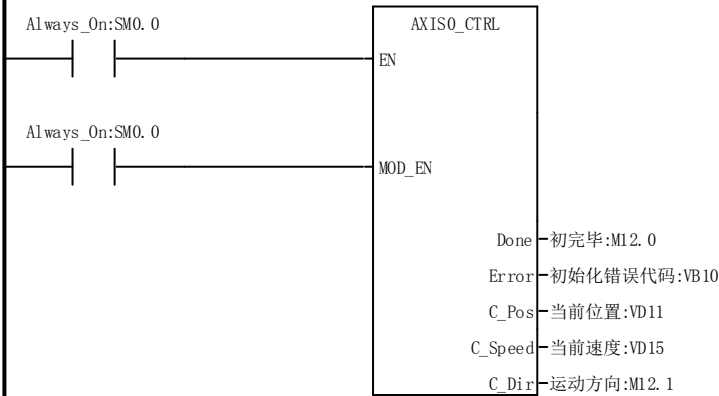 Always_On:SM0.0
AXIS0_CTRL
EN
Always_On:SM0.0
MOD_EN
Done 初完毕:M12.0
Error 初始化错误代码:VB10
C_Pos 当前位置:VD11
C_Speed 当前速度:VD15
C_Dir 运动方向:M12.1